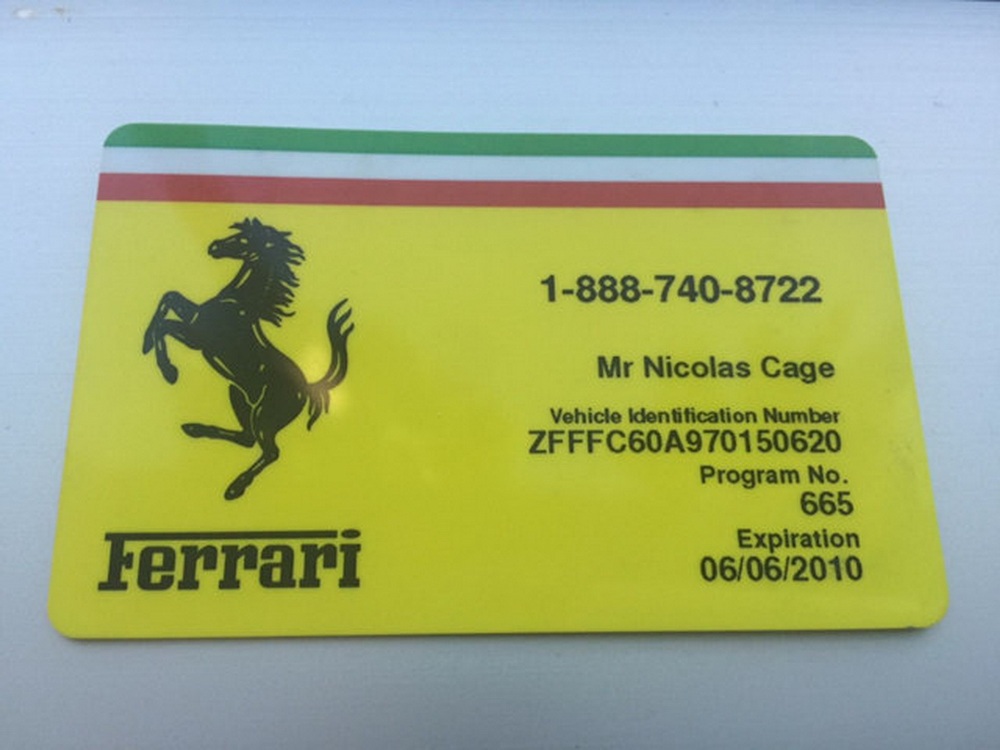 1-888-740-8722
Mr Nicolas Cage
Vehicle Identification Number
ZFFFC60A970150620
Program No.
665
Expiration
06/06/2010
Ferrari